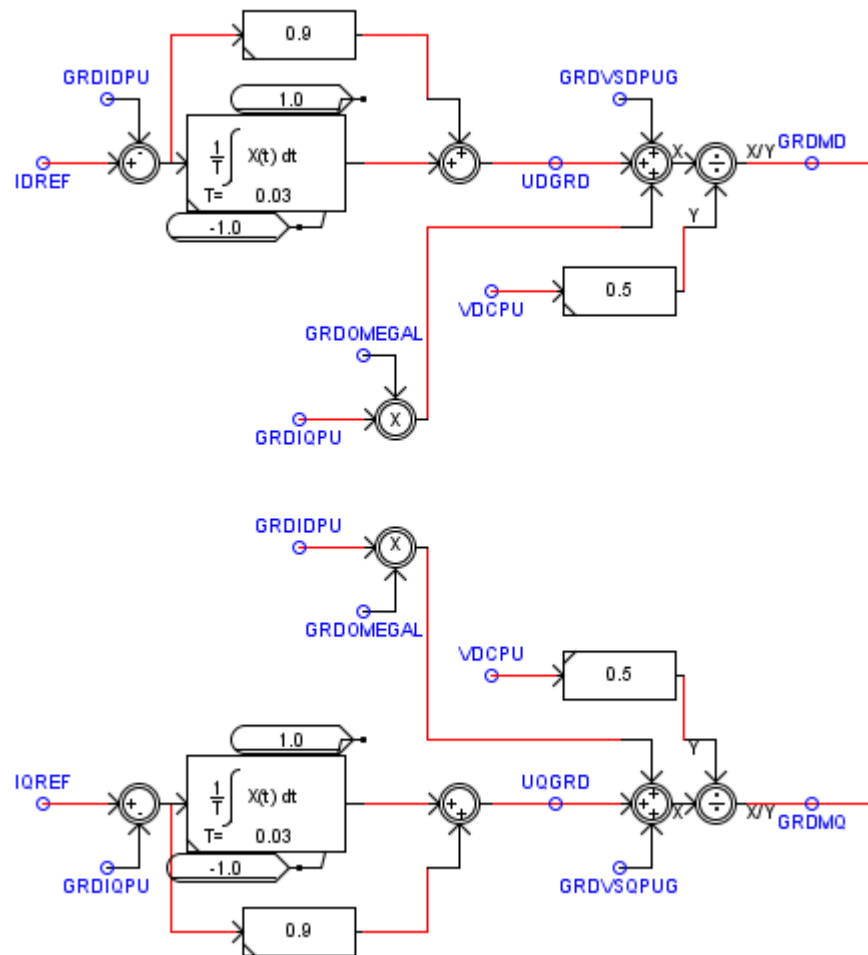 0.9
GRDIDPU
1.0
GRDVSDPUG
+
-
1/T ∫ X(t) dt
T= 0.03
+
+
+
+
+
X
÷
X/Y
GRDMD
IDREF
UDGRD
-1.0
Y
VDCPU
0.5
GRDOMEGAL
X
GRDIQPU
GRDIDPU
X
GRDOMEGAL
VDCPU
0.5
1.0
IQREF
+
-
1/T ∫ X(t) dt
T= 0.03
+
+
UQGRD
+
+
+
Y
X
÷
X/Y
GRDMQ
GRDIQPU
-1.0
GRDVSQPUG
0.9